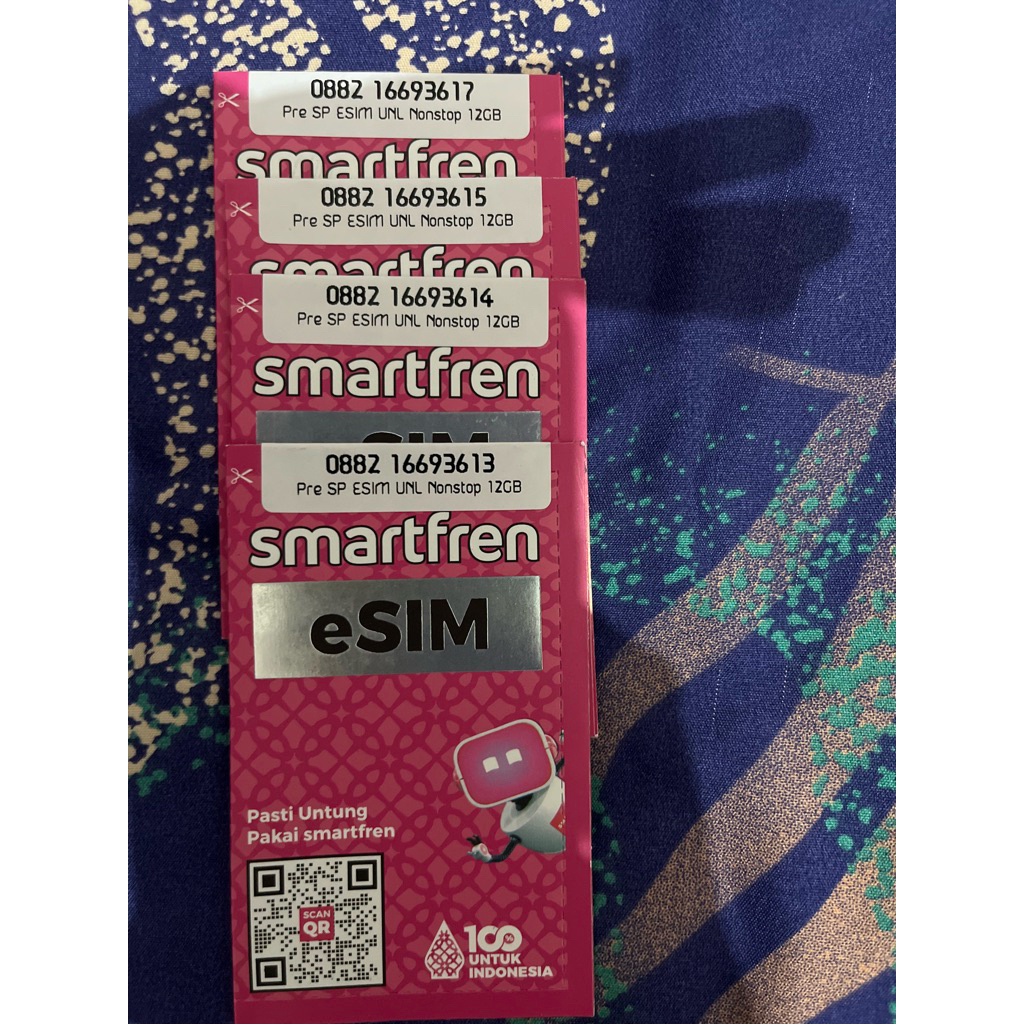 0882 16693617
Pre SP ESIM UNL Nonstop 12GB
smartfren
0882 16693615
Pre SP ESIM UNL Nonstop 12GB
smartfren
0882 16693614
Pre SP ESIM UNL Nonstop 12GB
smartfren
eSIM
0882 16693613
Pre SP ESIM UNL Nonstop 12GB
smartfren
eSIM
Pasti Untung
Pakai smartfren
SCAN
QR
100%
UNTUK
INDONESIA